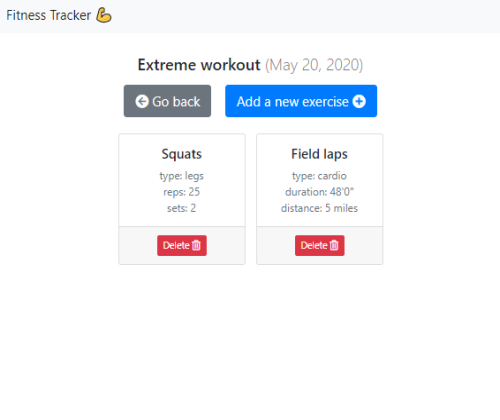 Fitness Tracker 💪
Extreme workout (May 20, 2020)
Go back
Add a new exercise
Squats
type: legs
reps: 25
sets: 2
Delete
Field laps
type: cardio
duration: 48'0"
distance: 5 miles
Delete